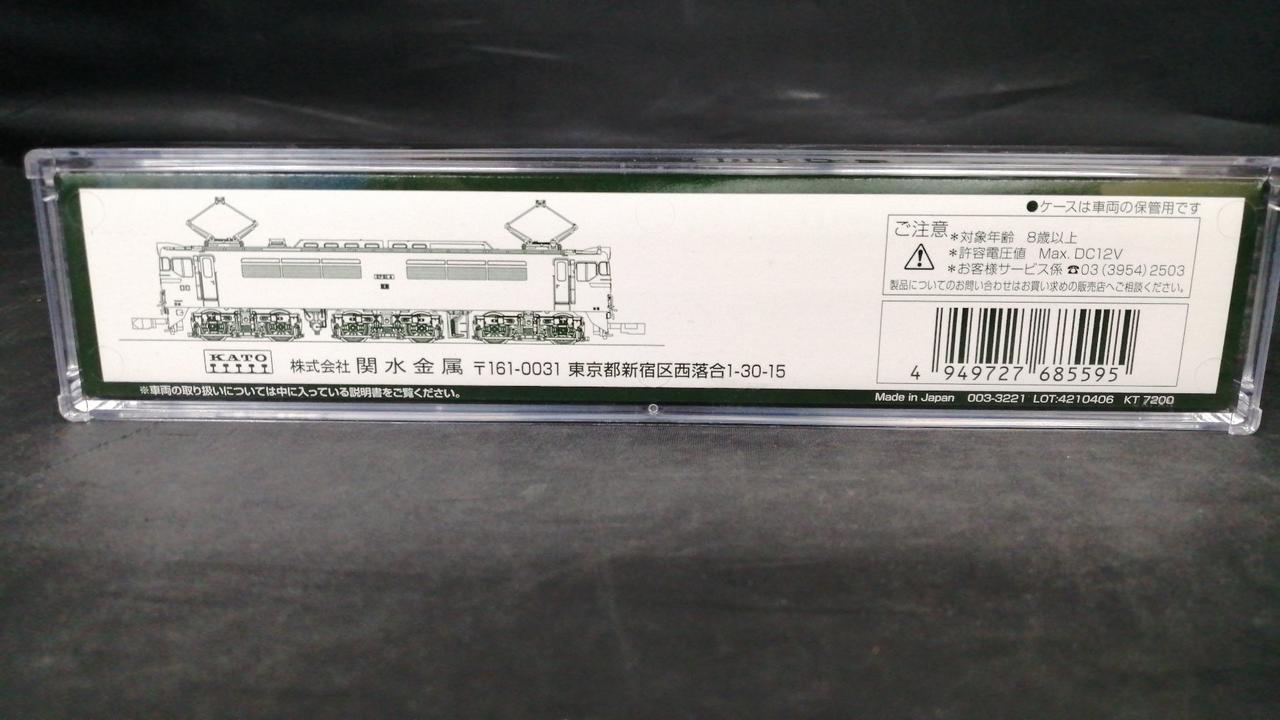 ●ケースは車両の保管用です
ご注意
*対象年齢 8歳以上
*許容電圧値 Max. DC12V
*お客様サービス係 ☎03(3954)2503
製品についてのお問い合わせはお買い求めの販売店へご相談ください。
KATO
株式会社 関水金属 〒161-0031 東京都新宿区西落合1-30-15
4 949727 685595
※車両の取り扱いについては中に入っている説明書をご覧ください。
Made in Japan 003-3221 LOT:4210406 KT 7200